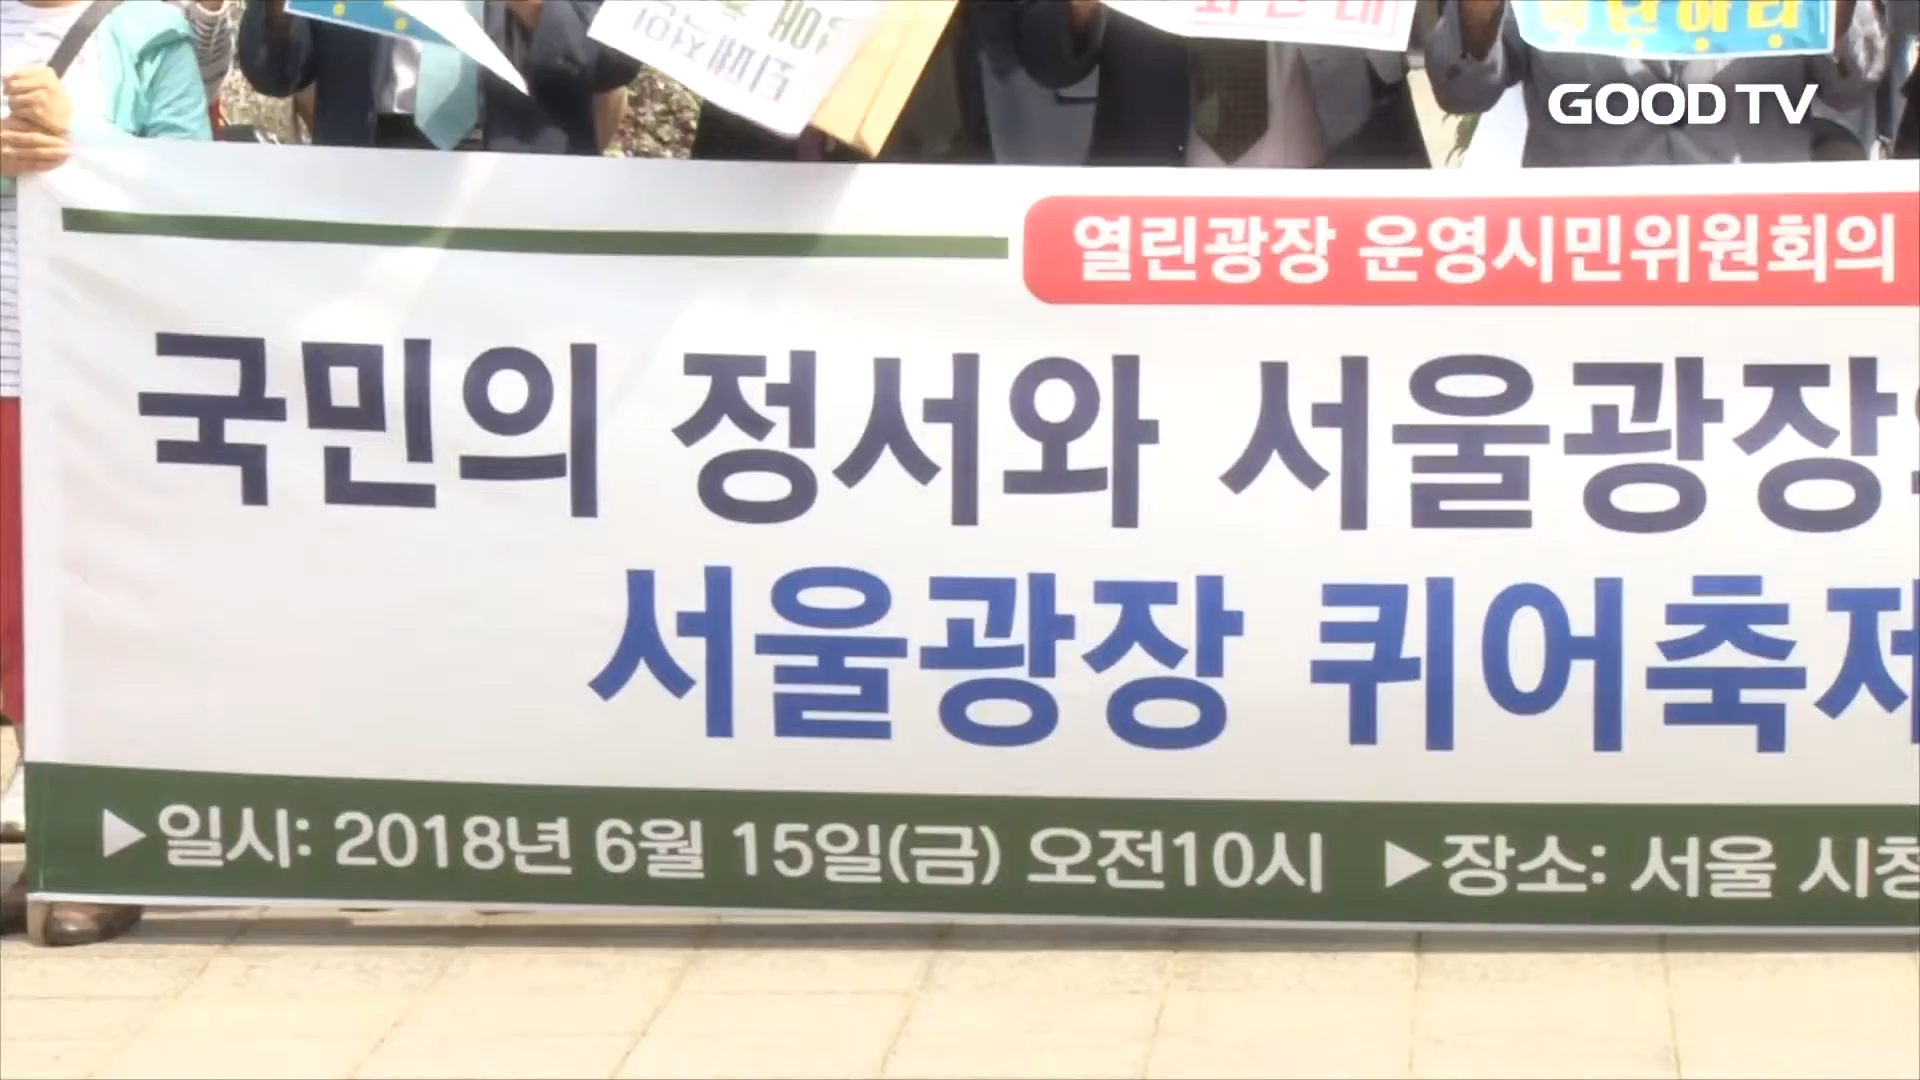 GOOD TV
열린광장 운영시민위원회의
국민의 정서와 서울광장
서울광장 퀴어축제
▶일시: 2018년 6월 15일(금) 오전10시 ▶장소: 서울 시청